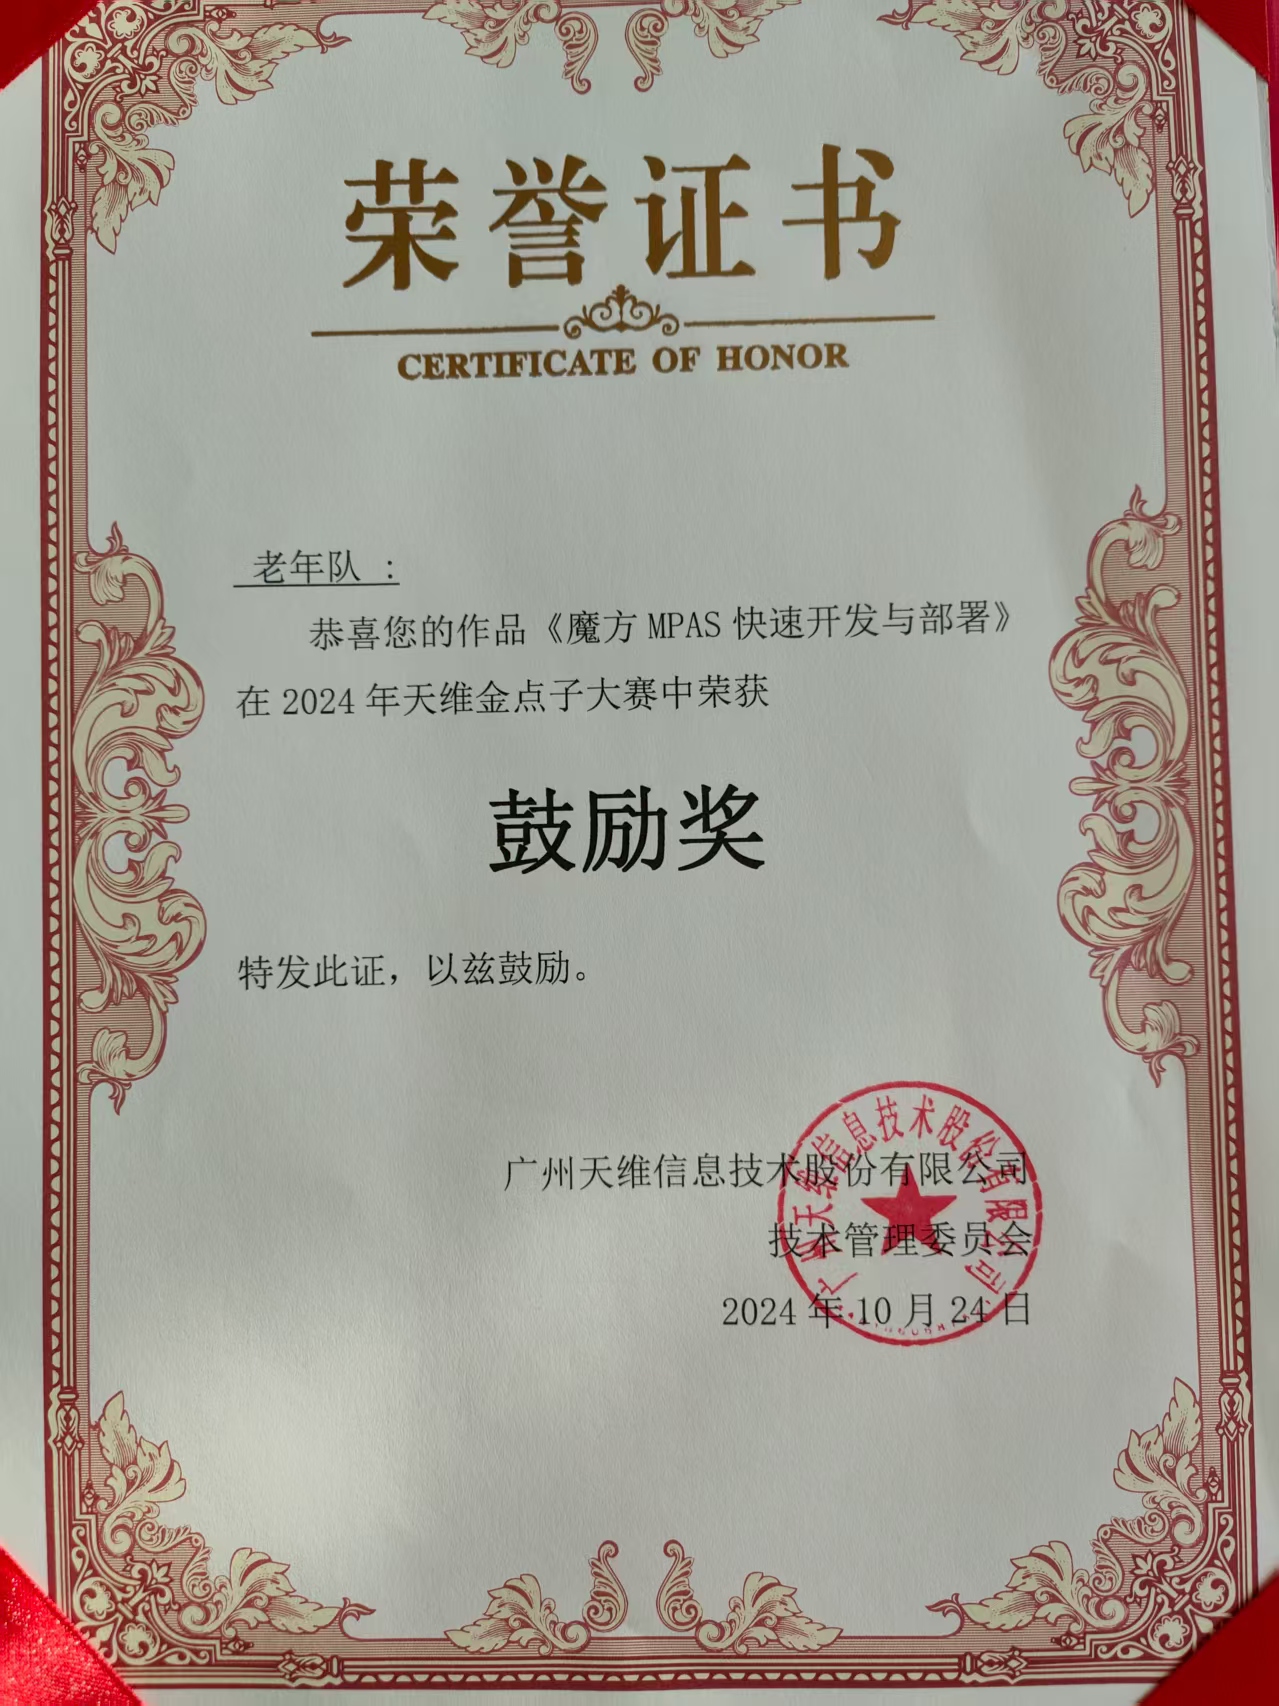 荣誉证书
CERTIFICATE OF HONOR
老年队 :
恭喜您的作品《魔方 MPAS 快速开发与部署》
在 2024 年天维金点子大赛中荣获
鼓励奖
特发此证，以兹鼓励。
广州天维信息技术股份有限公司
技术管理委员会
2024 年 10 月 24 日
广州天维信息技术股份有限公司